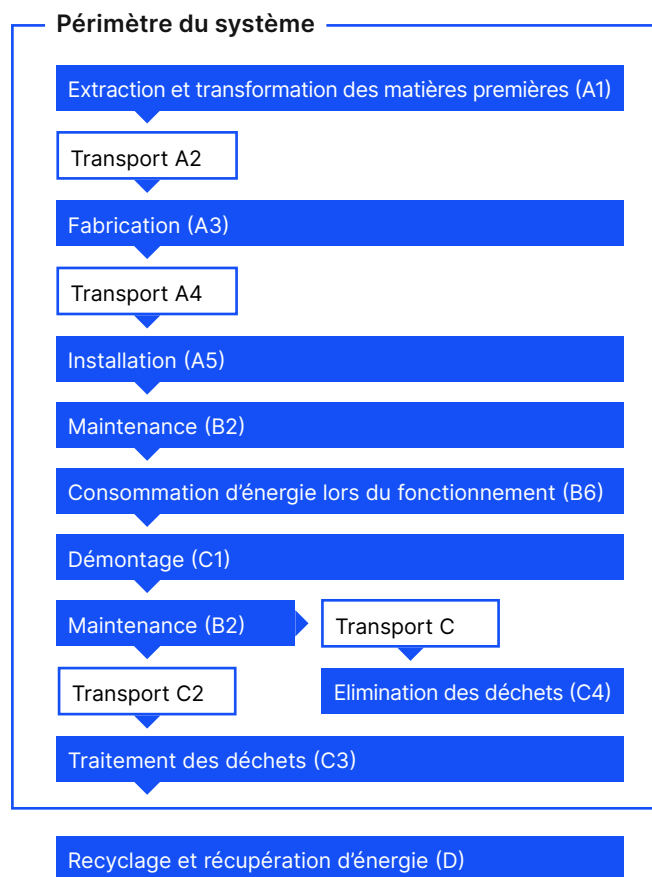 Périmètre du système
Extraction et transformation des matières premières (A1)
Transport A2
Fabrication (A3)
Transport A4
Installation (A5)
Maintenance (B2)
Consommation d’énergie lors du fonctionnement (B6)
Démontage (C1)
Maintenance (B2)
Transport C
Transport C2
Elimination des déchets (C4)
Traitement des déchets (C3)
Recyclage et récupération d’énergie (D)